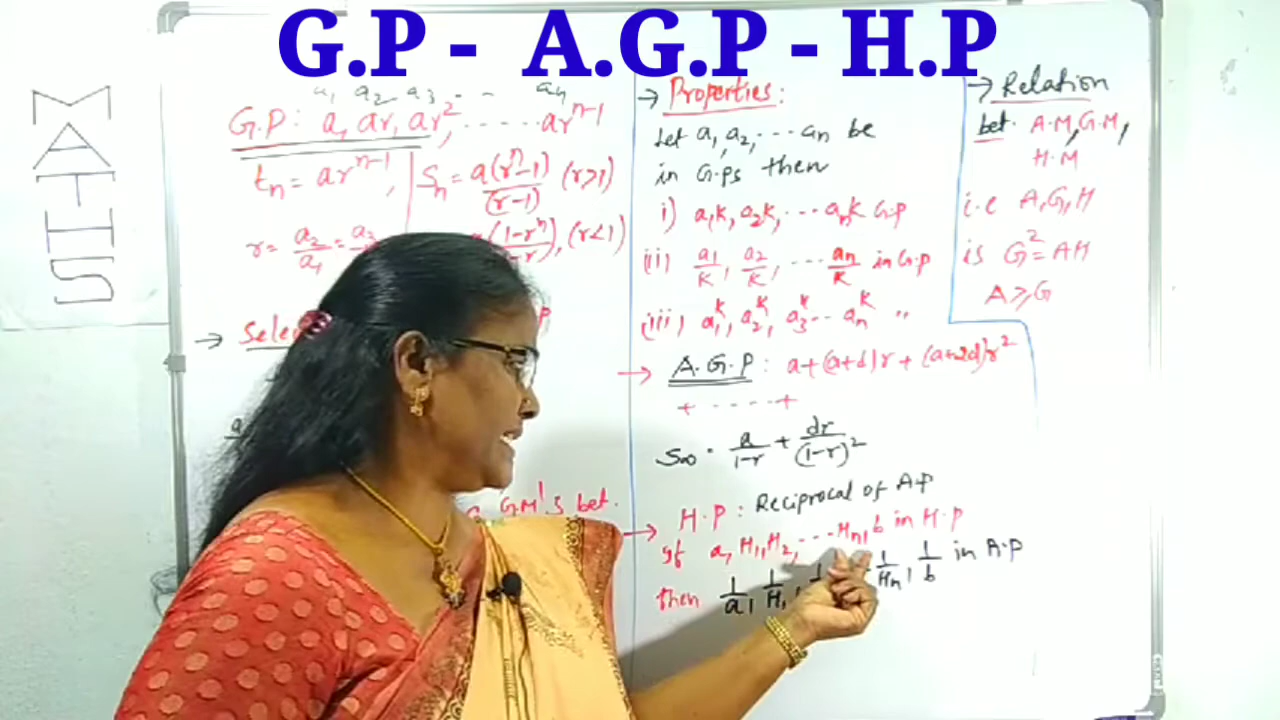 G.P - A.G.P - H.P
MATHS
a₁ a₂ a₃ - - a₄
G.P: a, ar, ar², ...... arⁿ⁻¹
tₙ = arⁿ⁻¹, Sₙ = a(rⁿ-1)/(r-1) (r>1)
r = a₂/a₁ = (1-rⁿ), (r<1)
→
G.M's bet.
→ Properties:
Let a₁, a₂, ... aₙ be
in G.Ps then
i) a₁k, a₂k, ... aₙk G.P
(ii) a₁/k, a₂/k, ... aₙ/k in G.P
(iii) a₁ᵏ, a₂ᵏ, a₃ᵏ... aₙᵏ "
→ A.G.P : a+(a+d)r + (a+2d)r²
+ ------ +
S∞ = a/1-r + dr/(1-r)²
→ H.P : Reciprocal of A.P
If a, H₁, H₂, ... Hₙ, b in H.P
then 1/a, 1/H₁, 1/Hₙ, 1/b in A.P
→ Relation
bet. A.M, G.M,
H.M
i.e A, G, H
is G² = AH
A ≥ G